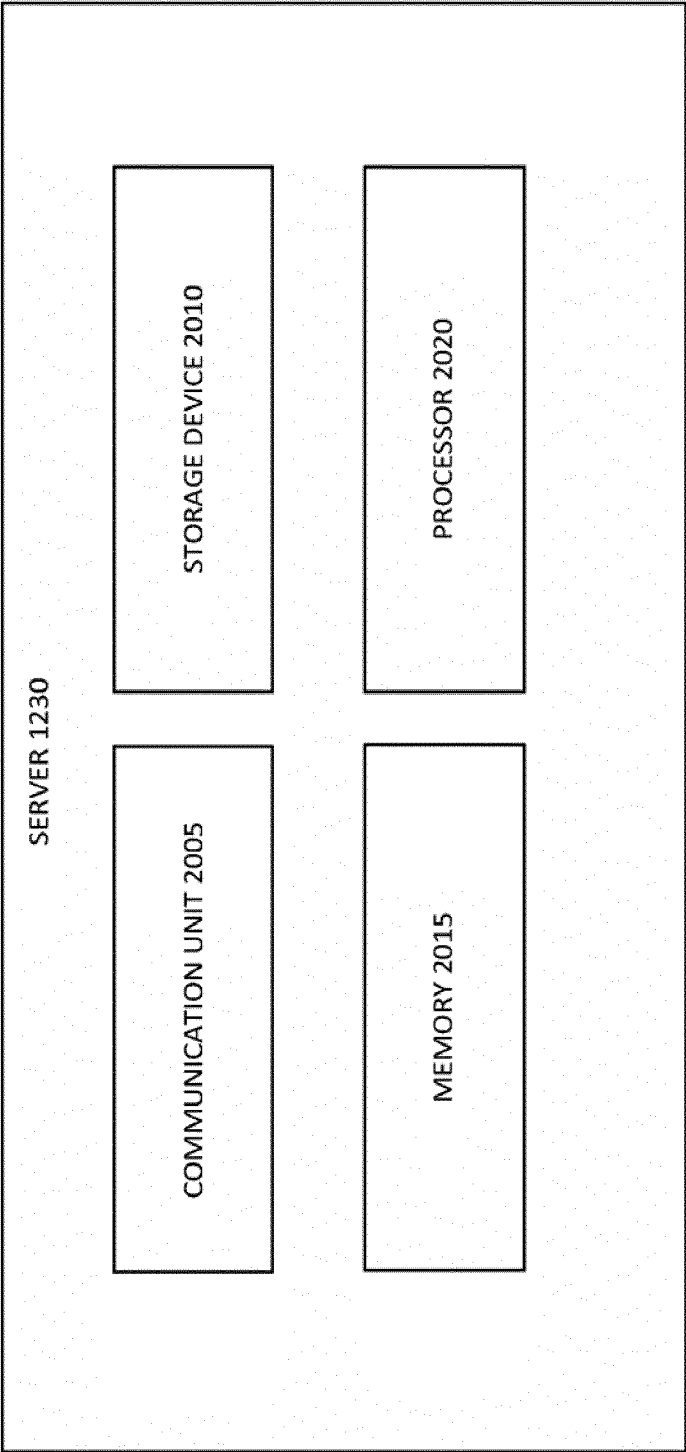 SERVER 1230
COMMUNICATION UNIT 2005
STORAGE DEVICE 2010
MEMORY 2015
PROCESSOR 2020